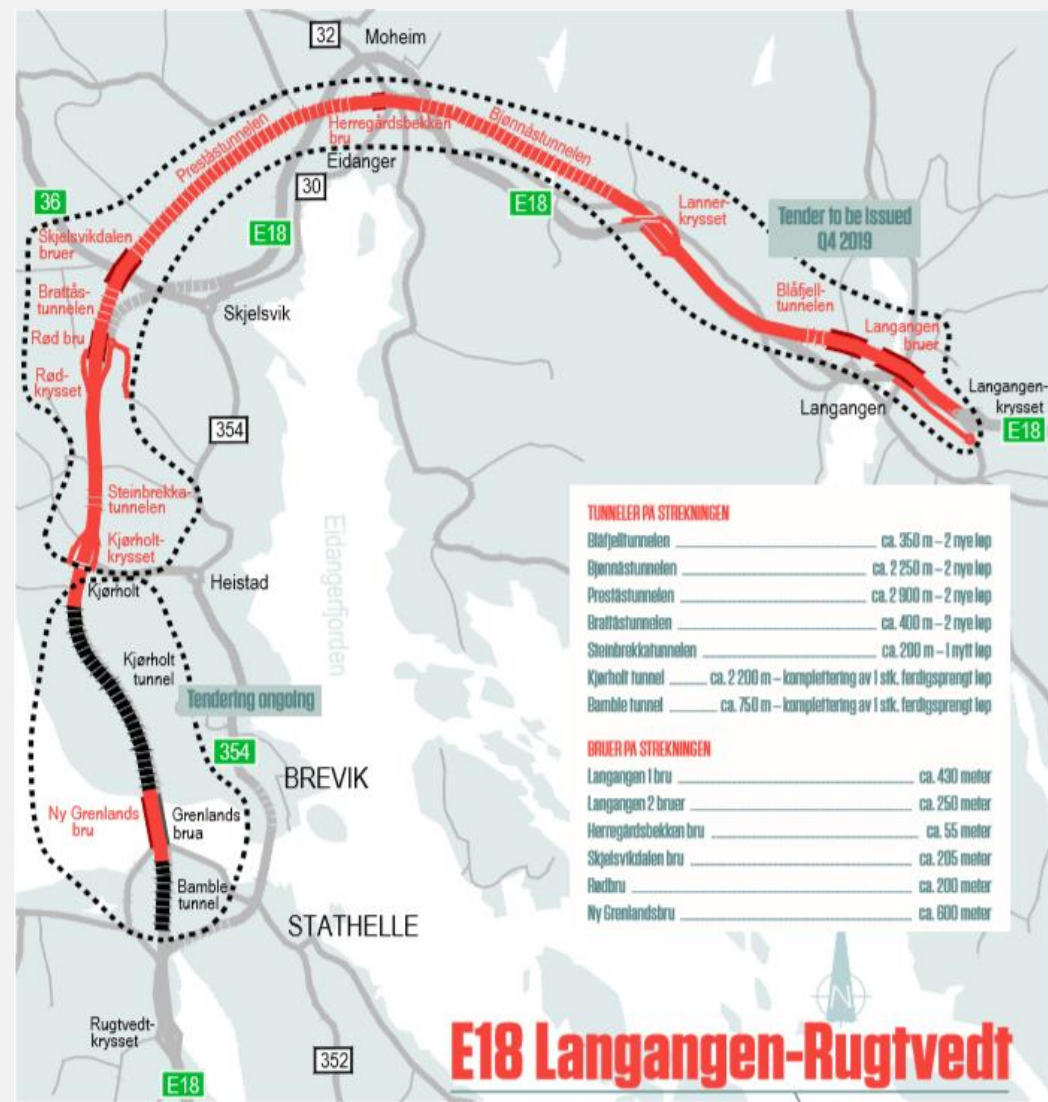 32
Moheim
Preståstunnelen
Herregårdsbekken
bru
Bjønnåstunnelen
Eidanger
30
36
E18
E18
Lanner-
krysset
Tender to be Issued
Q4 2019
Skjelsvikdalen
bruer
Brattås-
tunnelen
Skjelsvik
Rød bru
Rød-
krysset
Blåfjell-
tunnelen
Langangen
bruer
Langangen
Langangen-
krysset
E18
354
Steinbrekka-
tunnelen
Kjørholt-
krysset
Kjørholt
Heistad
Eidangerfjorden
Kjørholt
tunnel
Tendering ongoing
354
BREVIK
Ny Grenlands
bru
Grenlands
brua
Bamble
tunnel
STATHELLE
Rugtvedt-
krysset
352
E18
TUNNELER PÅ STREKNINGEN
Blåfjelltunnelen ca. 350 m – 2 nye løp
Bjønnåstunnelen ca. 2 250 m – 2 nye løp
Preståstunnelen ca. 2 900 m – 2 nye løp
Brattåstunnelen ca. 400 m – 2 nye løp
Steinbrekkatunnelen ca. 200 m – 1 nytt løp
Kjørholt tunnel ca. 2 200 m – komplettering av 1 stk. ferdigsprengt løp
Bamble tunnel ca. 750 m – komplettering av 1 stk. ferdigsprengt løp
BRUER PÅ STREKNINGEN
Langangen 1 bru ca. 430 meter
Langangen 2 bruer ca. 250 meter
Herregårdsbekken bru ca. 55 meter
Skjelsvikdalen bru ca. 205 meter
Rødbru ca. 200 meter
Ny Grenlandsbru ca. 600 meter
N
E18 Langangen-Rugtvedt